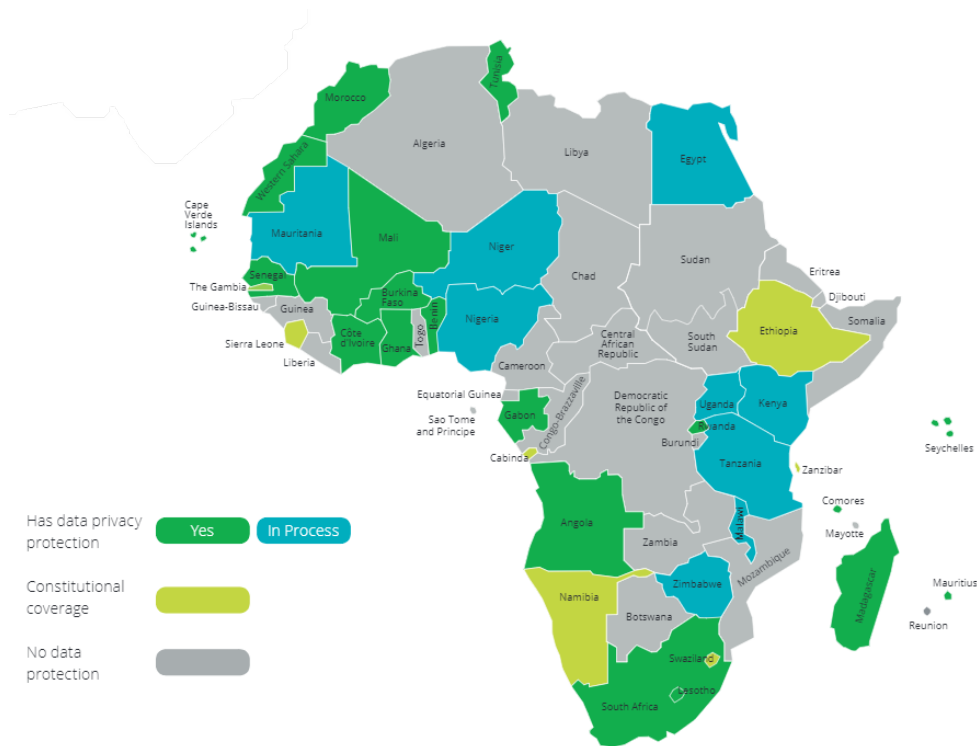 Tunisia
Morocco
Algeria
Libya
Egypt
Western Sahara
Cape
Verde
Islands
Mauritania
Mali
Niger
Chad
Sudan
Eritrea
Senegal
The Gambia
Guinea-Bissau
Guinea
Burkina
Faso
Benin
Nigeria
Djibouti
Somalia
Ethiopia
Sierra Leone
Liberia
Côte
d'Ivoire
Ghana
Togo
Cameroon
Central
African
Republic
South
Sudan
Equatorial Guinea
Sao Tome
and Principe
Gabon
Congo-Brazzaville
Democratic
Republic of
the Congo
Uganda
Kenya
Rwanda
Burundi
Cabinda
Tanzania
Zanzibar
Seychelles
Comores
Mayotte
Angola
Zambia
Malawi
Mozambique
Madagascar
Mauritius
Reunion
Zimbabwe
Namibia
Botswana
Swaziland
Lesotho
South Africa
Has data privacy
protection
Yes
In Process
Constitutional
coverage
No data
protection